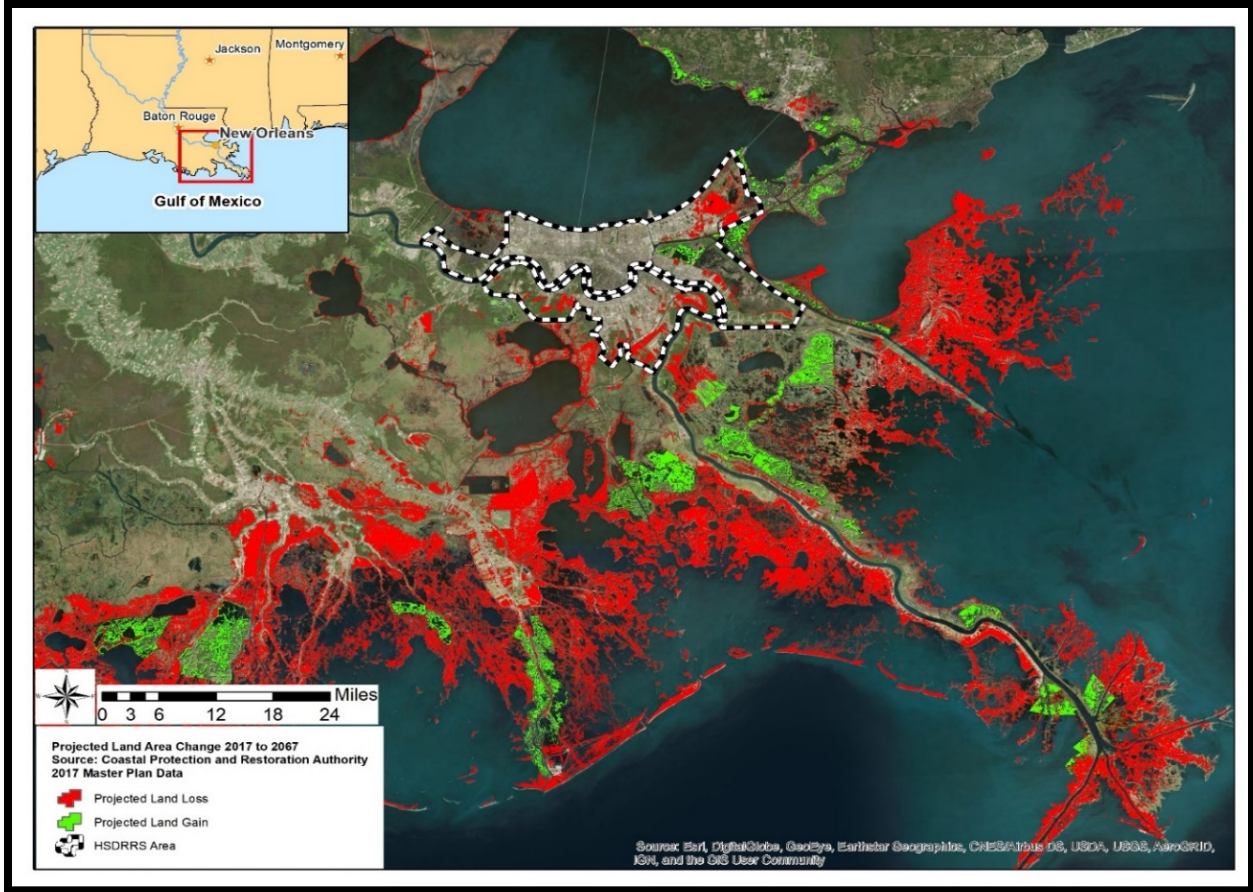 Jackson
Montgomery
Baton Rouge
New Orleans
Gulf of Mexico
Miles
0 3 6 12 18 24
Projected Land Area Change 2017 to 2067
Source: Coastal Protection and Restoration Authority
2017 Master Plan Data
Projected Land Loss
Projected Land Gain
HSDRRS Area
Source: Esri, DigitalGlobe, GeoEye, Earthstar Geographics, CNES/Airbus DS, USDA, USGS, AeroGRID,
IGN, and the GIS User Community